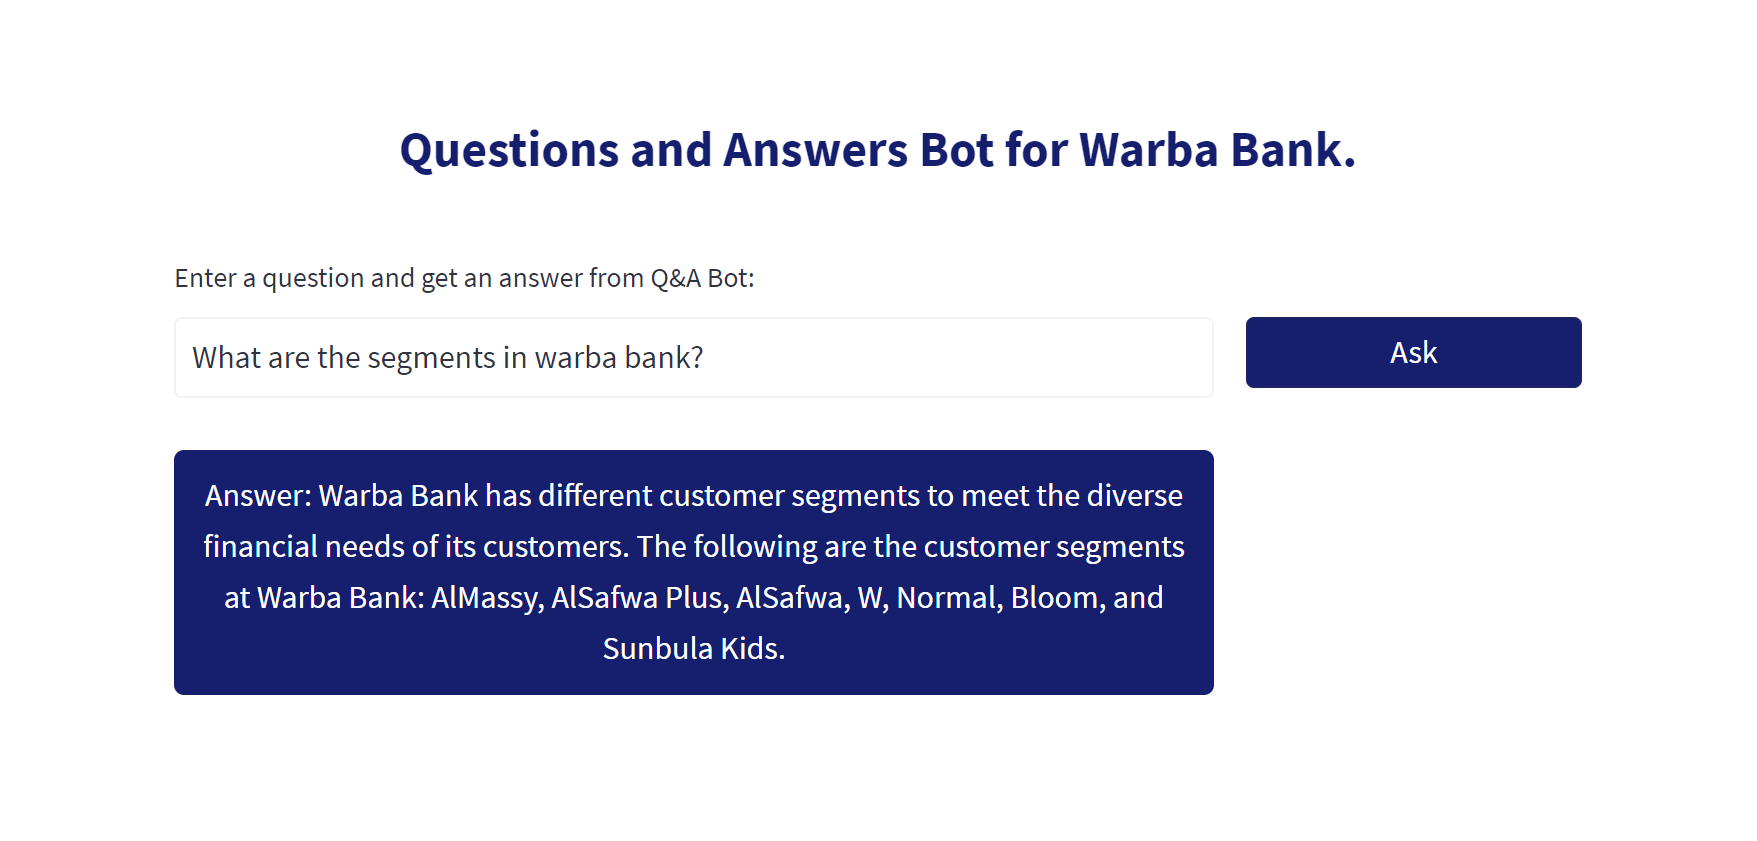 Questions and Answers Bot for Warba Bank.
Enter a question and get an answer from Q&A Bot:
What are the segments in warba bank?
Ask
Answer: Warba Bank has different customer segments to meet the diverse
financial needs of its customers. The following are the customer segments
at Warba Bank: AlMassy, AlSafwa Plus, AlSafwa, W, Normal, Bloom, and
Sunbula Kids.